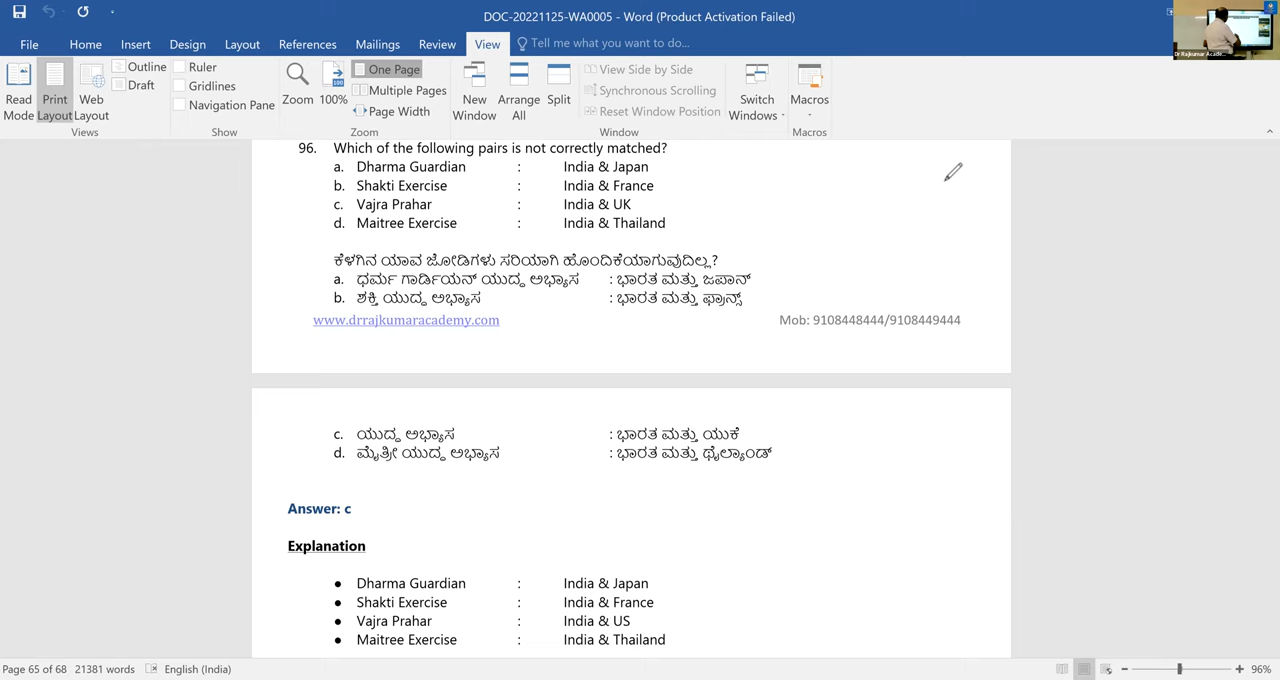 DOC-20221125-WA0005 - Word (Product Activation Failed)
File Home Insert Design Layout References Mailings Review View Tell me what you want to do...
Read Mode
Print Layout
Web Layout
Outline
Draft
Views
Ruler
Gridlines
Navigation Pane
Show
Zoom
100%
One Page
Multiple Pages
Page Width
Zoom
New Window
Arrange All
Split
View Side by Side
Synchronous Scrolling
Reset Window Position
Window
Switch Windows
Macros
Macros
96. Which of the following pairs is not correctly matched?
a. Dharma Guardian : India & Japan
b. Shakti Exercise : India & France
c. Vajra Prahar : India & UK
d. Maitree Exercise : India & Thailand
ಕೆಳಗಿನ ಯಾವ ಜೋಡಿಗಳು ಸರಿಯಾಗಿ ಹೊಂದಿಕೆಯಾಗುವುದಿಲ್ಲ?
a. ಧರ್ಮ ಗಾರ್ಡಿಯನ್ ಯುದ್ಧ ಅಭ್ಯಾಸ : ಭಾರತ ಮತ್ತು ಜಪಾನ್
b. ಶಕ್ತಿ ಯುದ್ಧ ಅಭ್ಯಾಸ : ಭಾರತ ಮತ್ತು ಫ್ರಾನ್ಸ್
www.drrajkumaracademy.com Mob: 9108448444/9108449444
c. ಯುದ್ಧ ಅಭ್ಯಾಸ : ಭಾರತ ಮತ್ತು ಯುಕೆ
d. ಮೈತ್ರೀ ಯುದ್ಧ ಅಭ್ಯಾಸ : ಭಾರತ ಮತ್ತು ಥೈಲ್ಯಾಂಡ್
Answer: c
Explanation
● Dharma Guardian : India & Japan
● Shakti Exercise : India & France
● Vajra Prahar : India & US
● Maitree Exercise : India & Thailand
Page 65 of 68 21381 words English (India) 96%
Dr Rajkumar Acade...